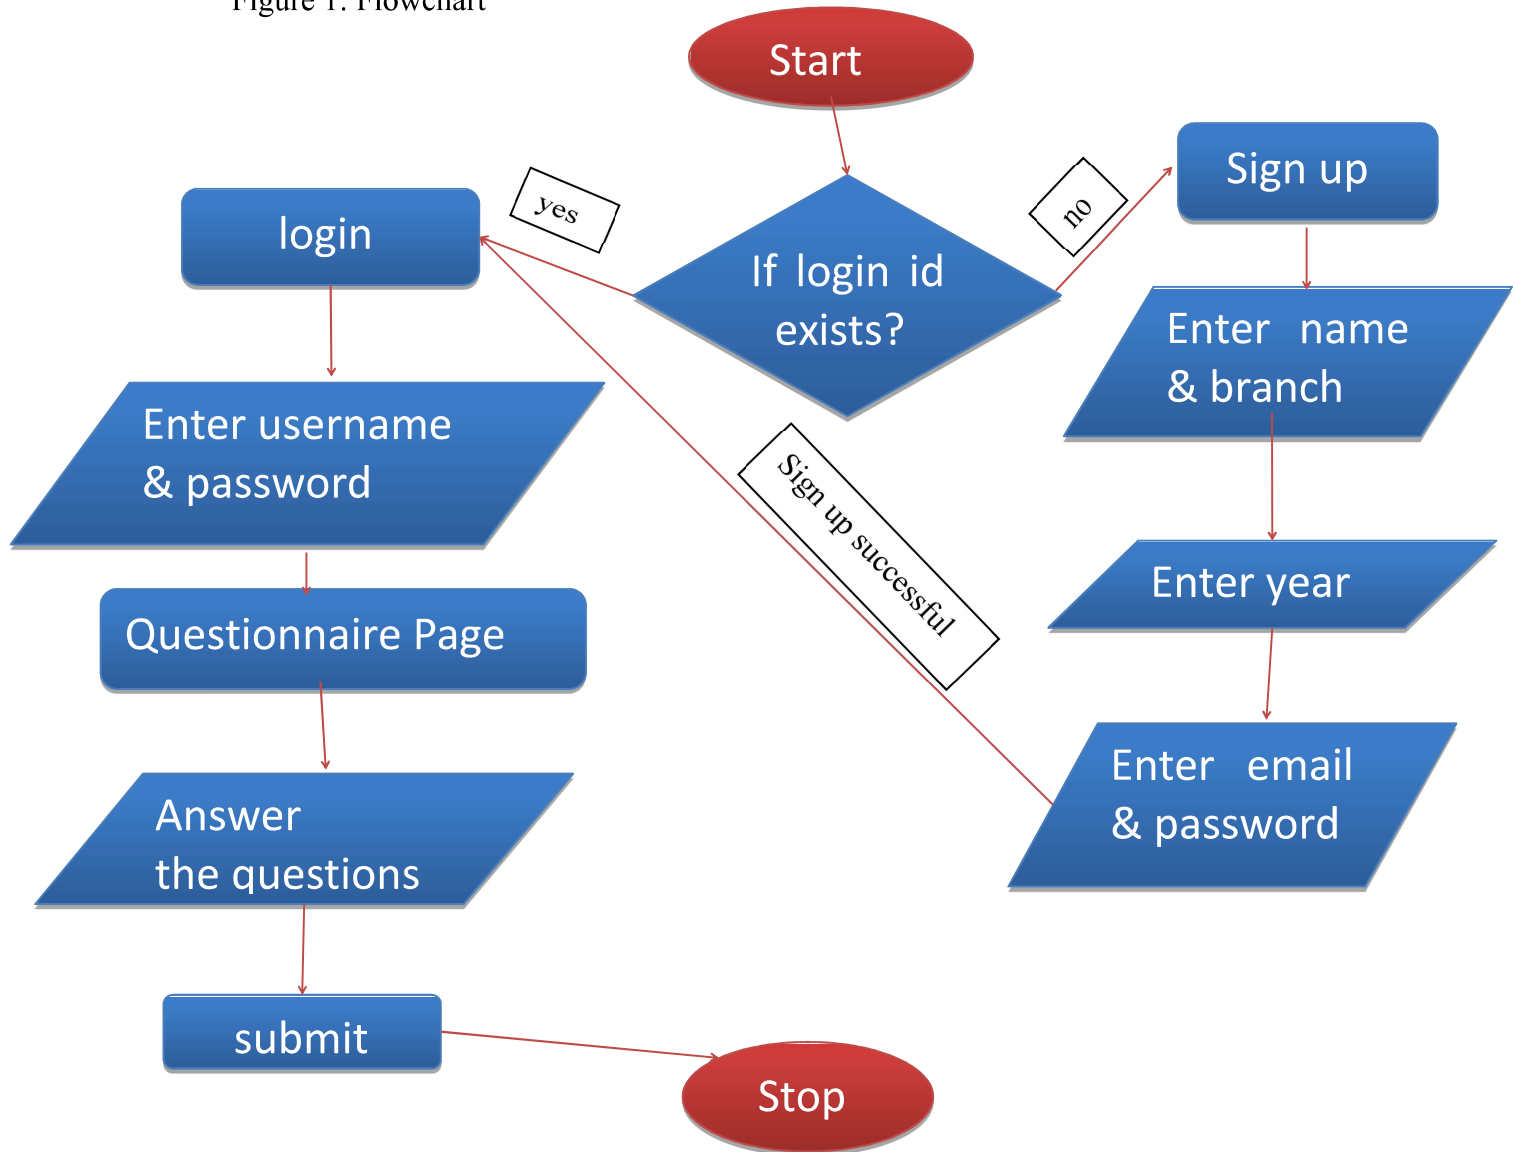 Figure 1: Flowchart
Start
If login id
exists?
yes
no
login
Sign up
Enter name
& branch
Enter username
& password
Sign up successful
Enter year
Questionnaire Page
Enter email
& password
Answer
the questions
submit
Stop